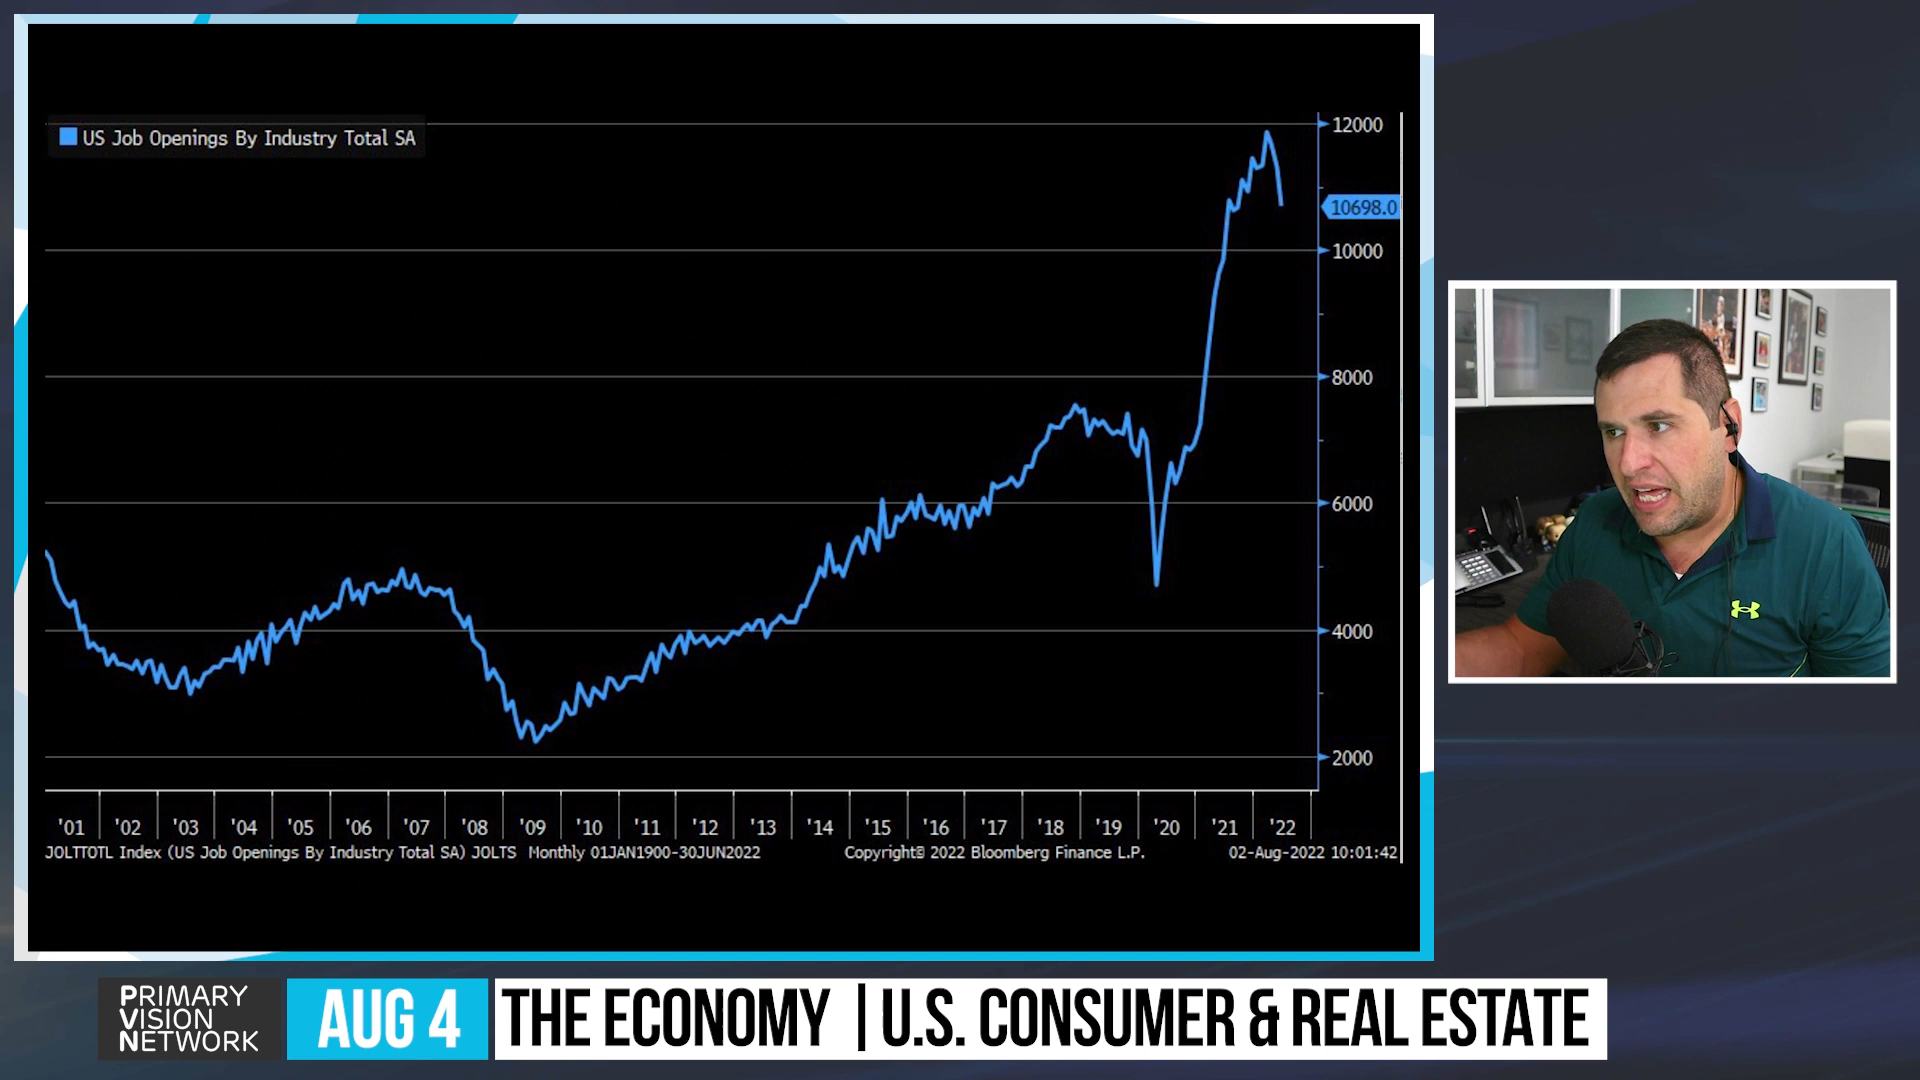 US Job Openings By Industry Total SA
12000
10698.0
10000
8000
6000
4000
2000
'01 '02 '03 '04 '05 '06 '07 '08 '09 '10 '11 '12 '13 '14 '15 '16 '17 '18 '19 '20 '21 '22
JOLTTOTL Index (US Job Openings By Industry Total SA) JOLTS Monthly 01JAN1900-30JUN2022 Copyright© 2022 Bloomberg Finance L.P. 02-Aug-2022 10:01:42
PRIMARY
VISION
NETWORK
AUG 4
THE ECONOMY | U.S. CONSUMER & REAL ESTATE